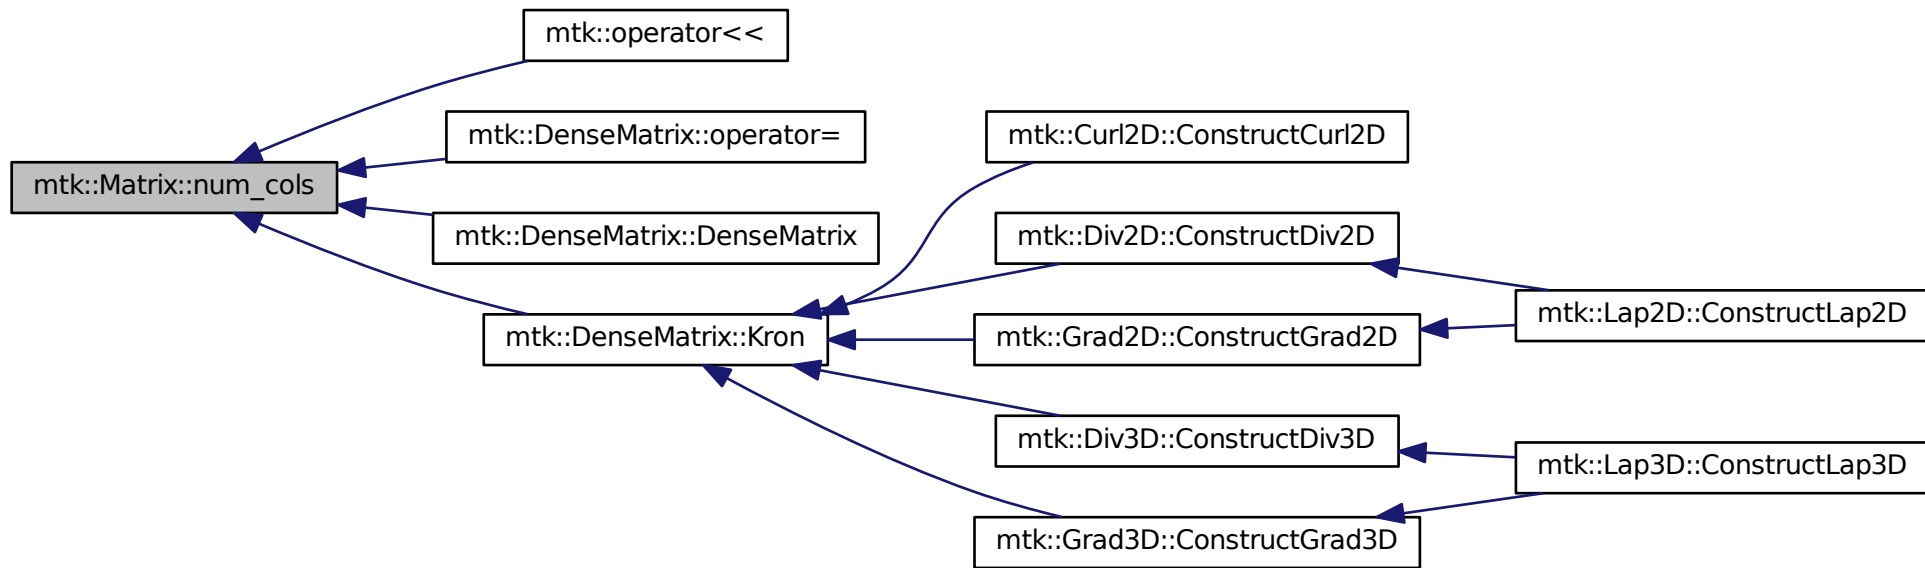 mtk::operator<<
mtk::DenseMatrix::operator=
mtk::Curl2D::ConstructCurl2D
mtk::Matrix::num_cols
mtk::DenseMatrix::DenseMatrix
mtk::Div2D::ConstructDiv2D
mtk::Lap2D::ConstructLap2D
mtk::DenseMatrix::Kron
mtk::Grad2D::ConstructGrad2D
mtk::Div3D::ConstructDiv3D
mtk::Lap3D::ConstructLap3D
mtk::Grad3D::ConstructGrad3D